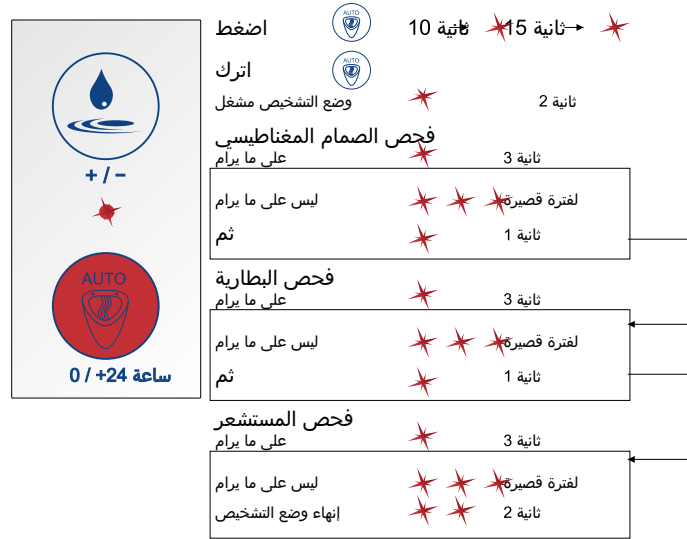 اضغط AUTO 10 ثانية 15 ثانية
اترك AUTO
وضع التشخيص مشغل 2 ثانية
فحص الصمام المغناطيسي
على ما يرام 3 ثانية
ليس على ما يرام لفترة قصيرة
ثم 1 ثانية
فحص البطارية
على ما يرام 3 ثانية
ليس على ما يرام لفترة قصيرة
ثم 1 ثانية
فحص المستشعر
على ما يرام 3 ثانية
ليس على ما يرام لفترة قصيرة
إنهاء وضع التشخيص 2 ثانية
+ / −
AUTO
0 / +24 ساعة